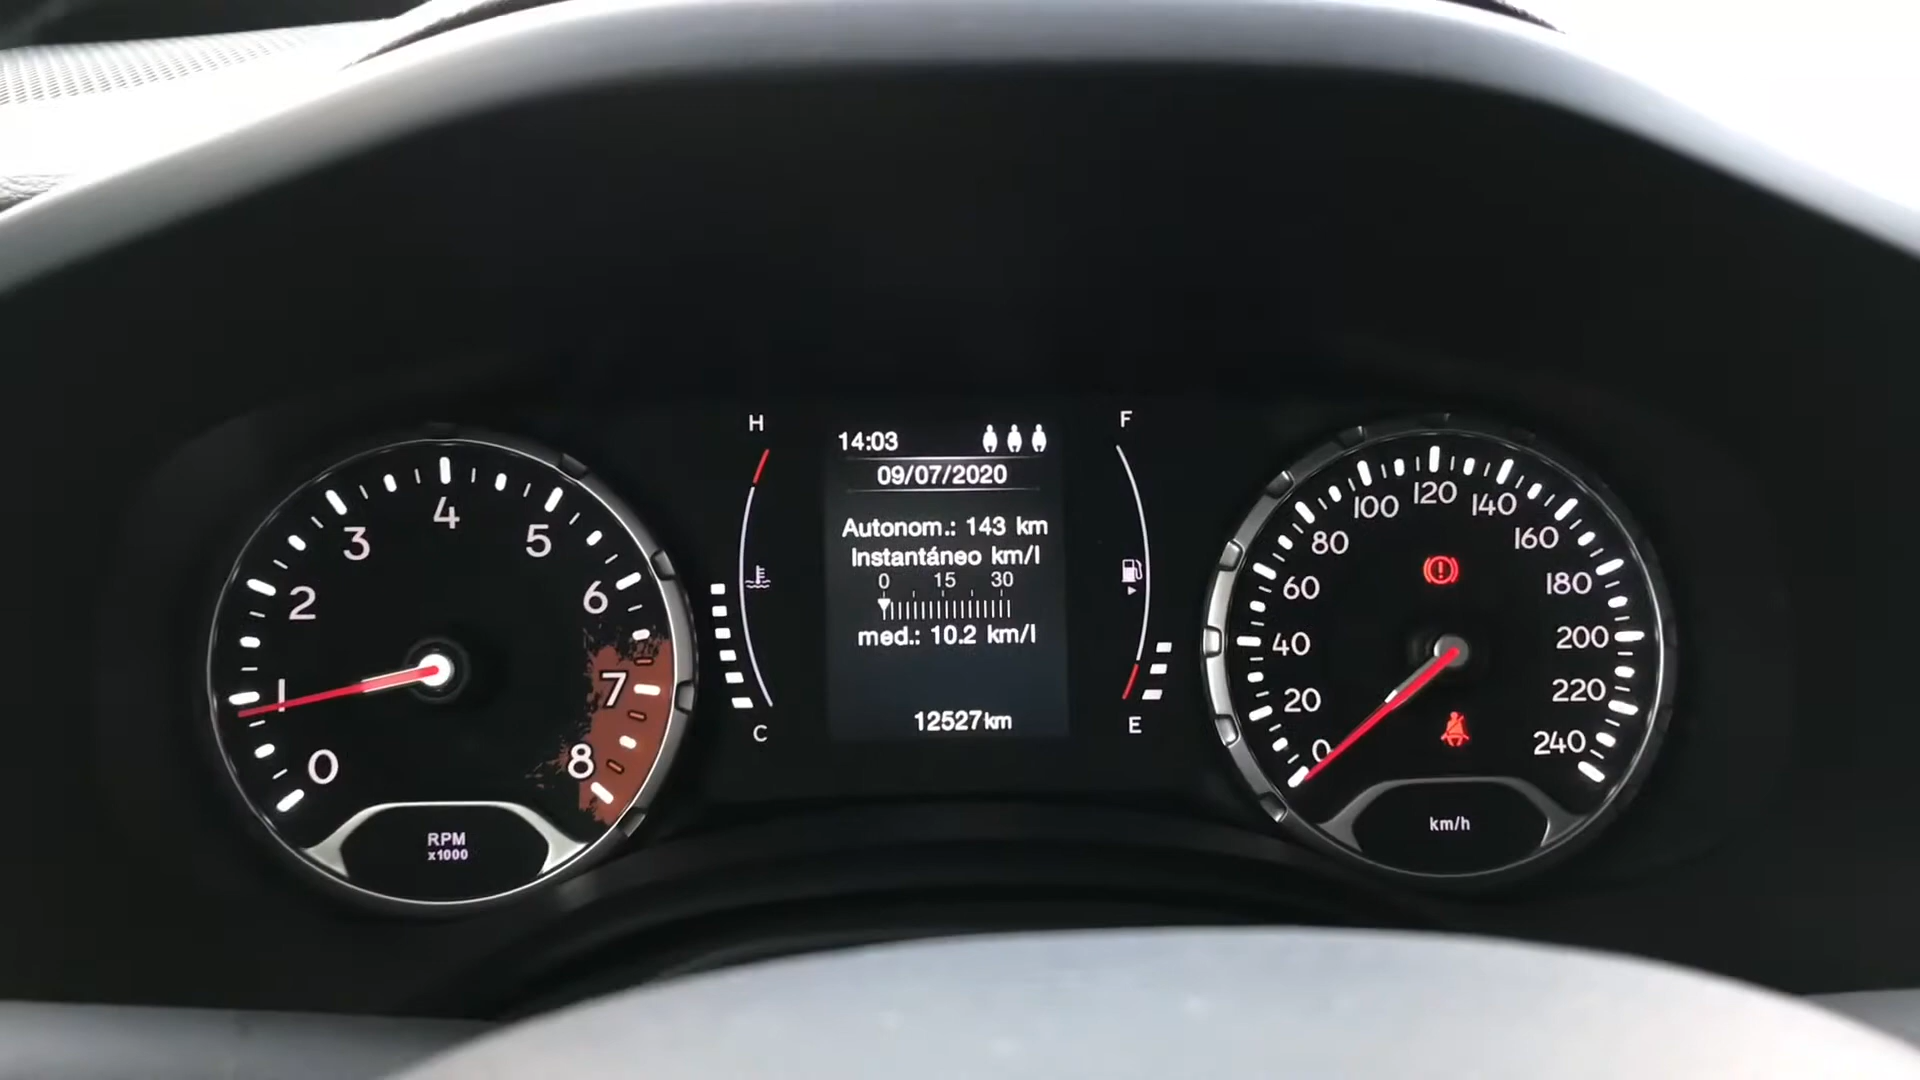 0
1
2
3
4
5
6
7
8
RPM
x1000
H
C
14:03
09/07/2020
Autonom.: 143 km
Instantáneo km/l
0 15 30
med.: 10.2 km/l
12527km
F
E
0
20
40
60
80
100
120
140
160
180
200
220
240
km/h